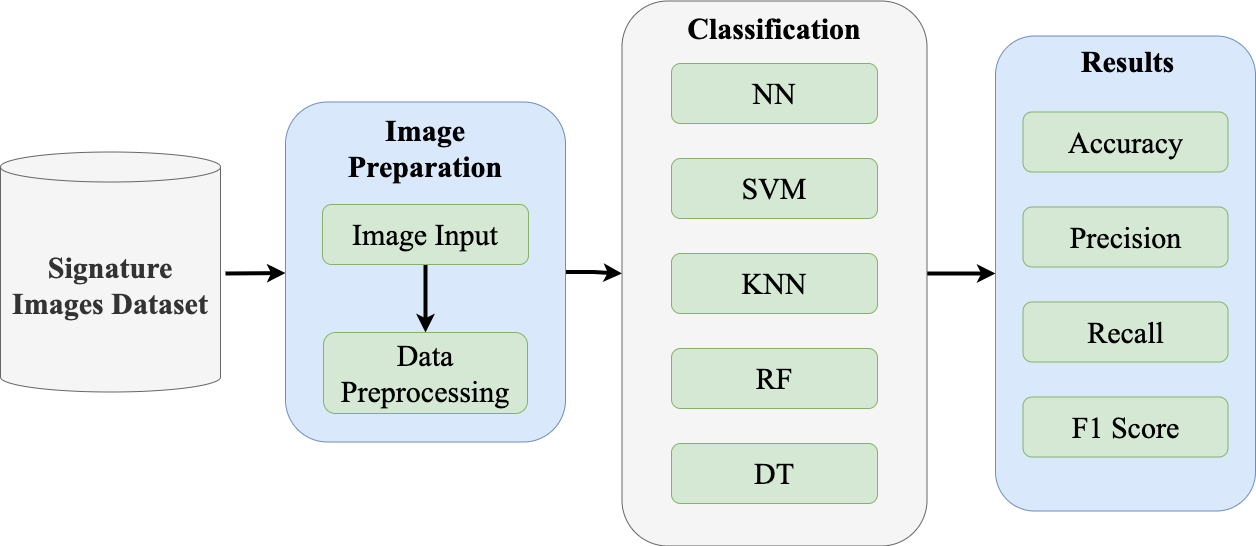 Signature
Images Dataset
Image
Preparation
Image Input
Data
Preprocessing
Classification
NN
SVM
KNN
RF
DT
Results
Accuracy
Precision
Recall
F1 Score